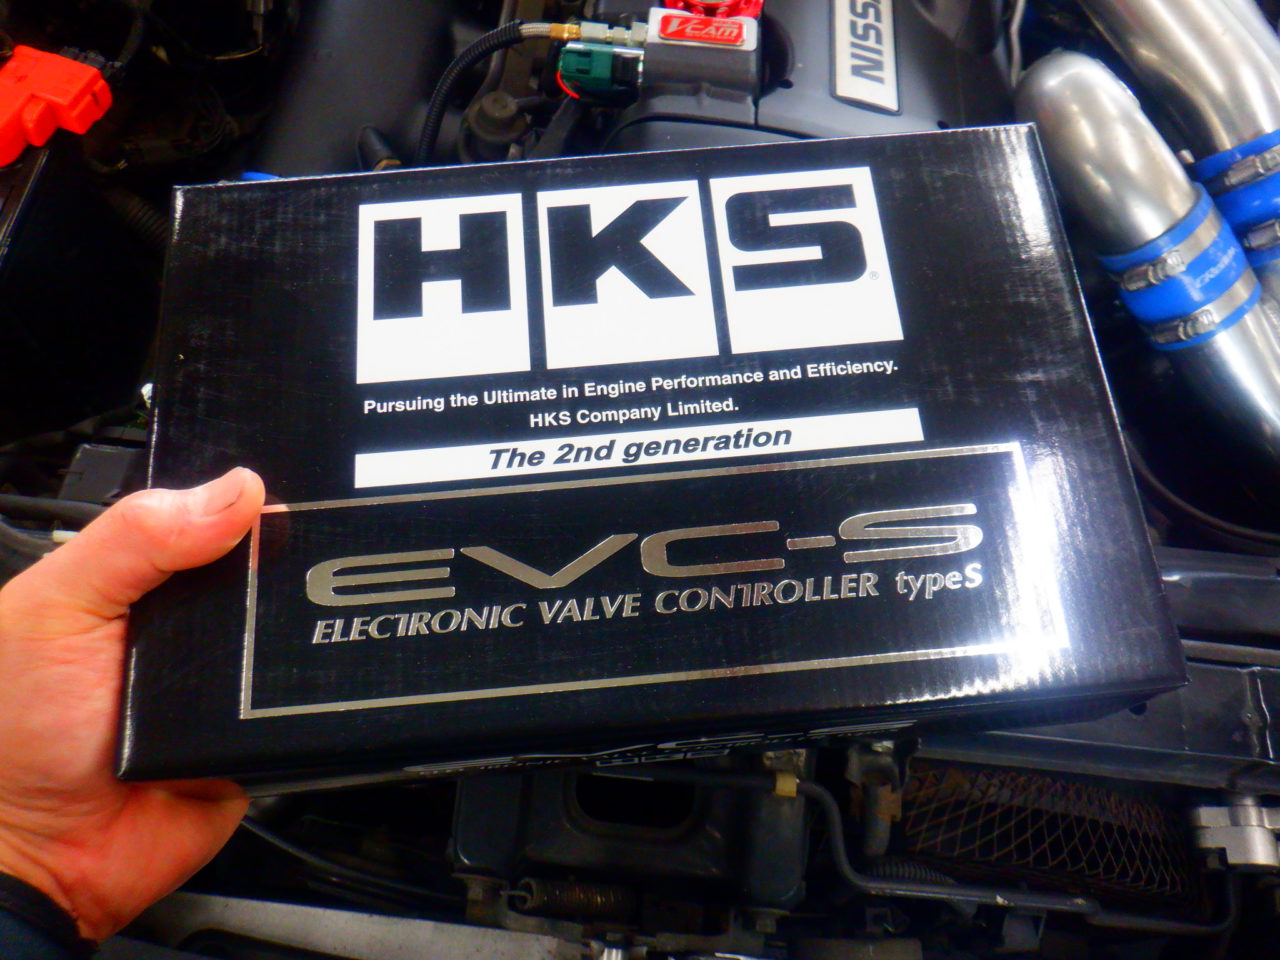 V CAM
NISS
HKS®
Pursuing the Ultimate in Engine Performance and Efficiency.
HKS Company Limited.
The 2nd generation
EVC-S
ELECTRONIC VALVE CONTROLLER typeS